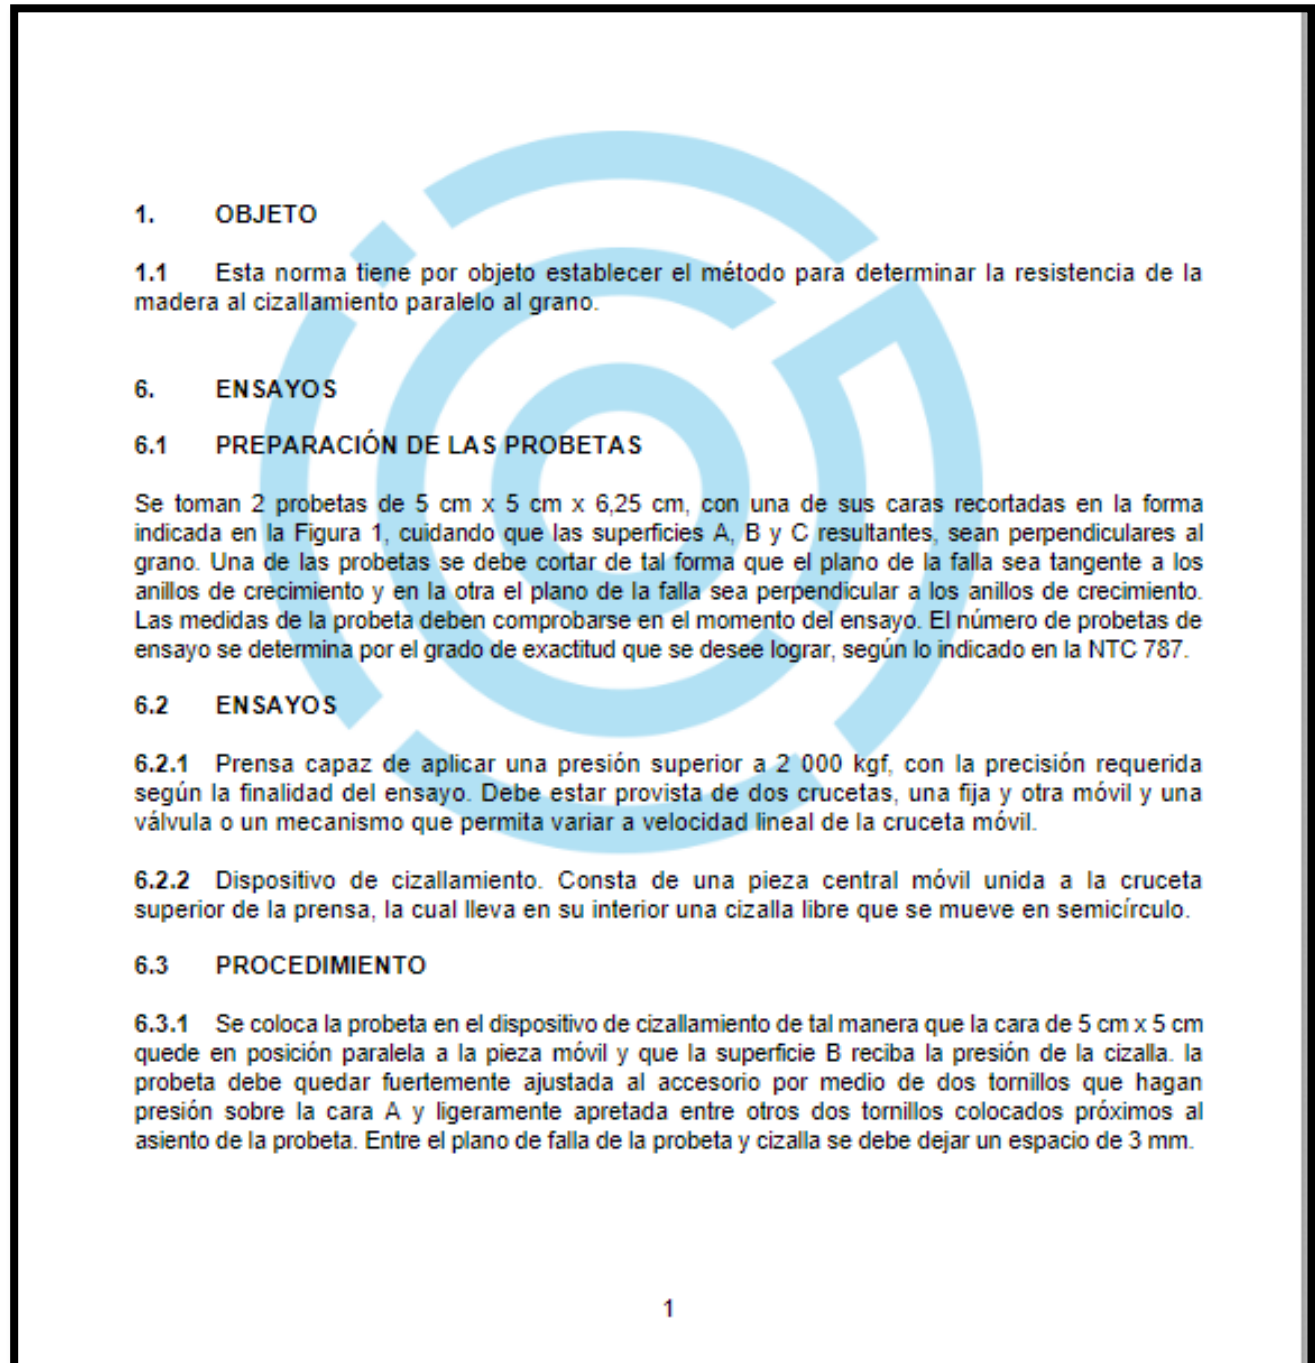 1. OBJETO
1.1 Esta norma tiene por objeto establecer el método para determinar la resistencia de la
madera al cizallamiento paralelo al grano.
6. ENSAYOS
6.1 PREPARACIÓN DE LAS PROBETAS
Se toman 2 probetas de 5 cm x 5 cm x 6,25 cm, con una de sus caras recortadas en la forma
indicada en la Figura 1, cuidando que las superficies A, B y C resultantes, sean perpendiculares al
grano. Una de las probetas se debe cortar de tal forma que el plano de la falla sea tangente a los
anillos de crecimiento y en la otra el plano de la falla sea perpendicular a los anillos de crecimiento.
Las medidas de la probeta deben comprobarse en el momento del ensayo. El número de probetas de
ensayo se determina por el grado de exactitud que se desee lograr, según lo indicado en la NTC 787.
6.2 ENSAYOS
6.2.1 Prensa capaz de aplicar una presión superior a 2 000 kgf, con la precisión requerida
según la finalidad del ensayo. Debe estar provista de dos crucetas, una fija y otra móvil y una
válvula o un mecanismo que permita variar a velocidad lineal de la cruceta móvil.
6.2.2 Dispositivo de cizallamiento. Consta de una pieza central móvil unida a la cruceta
superior de la prensa, la cual lleva en su interior una cizalla libre que se mueve en semicírculo.
6.3 PROCEDIMIENTO
6.3.1 Se coloca la probeta en el dispositivo de cizallamiento de tal manera que la cara de 5 cm x 5 cm
quede en posición paralela a la pieza móvil y que la superficie B reciba la presión de la cizalla. la
probeta debe quedar fuertemente ajustada al accesorio por medio de dos tornillos que hagan
presión sobre la cara A y ligeramente apretada entre otros dos tornillos colocados próximos al
asiento de la probeta. Entre el plano de falla de la probeta y cizalla se debe dejar un espacio de 3 mm.
1